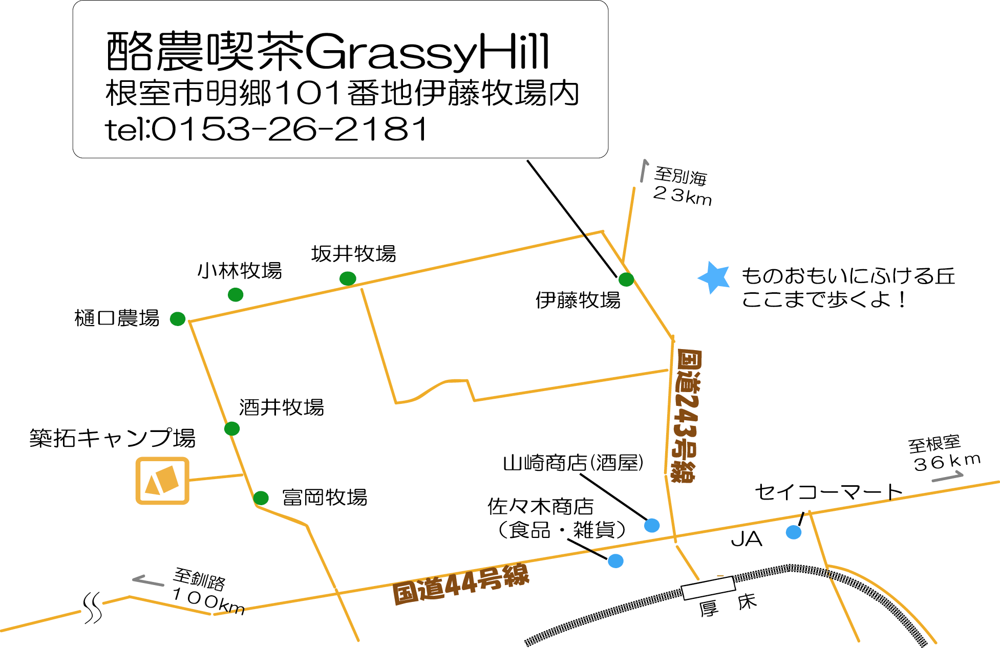 酪農喫茶GrassyHill
根室市明郷101番地伊藤牧場内
tel:0153-26-2181
至別海
23km
坂井牧場
小林牧場
ものおもいにふける丘
ここまで歩くよ！
伊藤牧場
樋口農場
国道243号線
酒井牧場
築拓キャンプ場
至根室
36km
山崎商店(酒屋)
セイコーマート
富岡牧場
佐々木商店
（食品・雑貨）
JA
国道44号線
至釧路
100km
厚床